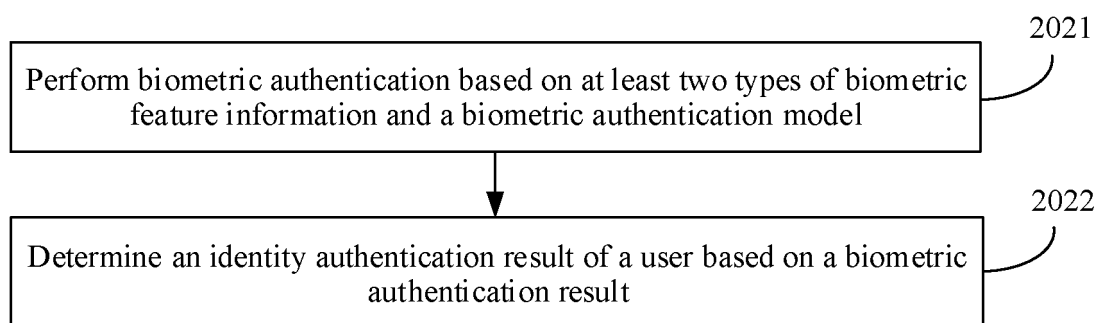 2021
Perform biometric authentication based on at least two types of biometric
feature information and a biometric authentication model
2022
Determine an identity authentication result of a user based on a biometric
authentication result